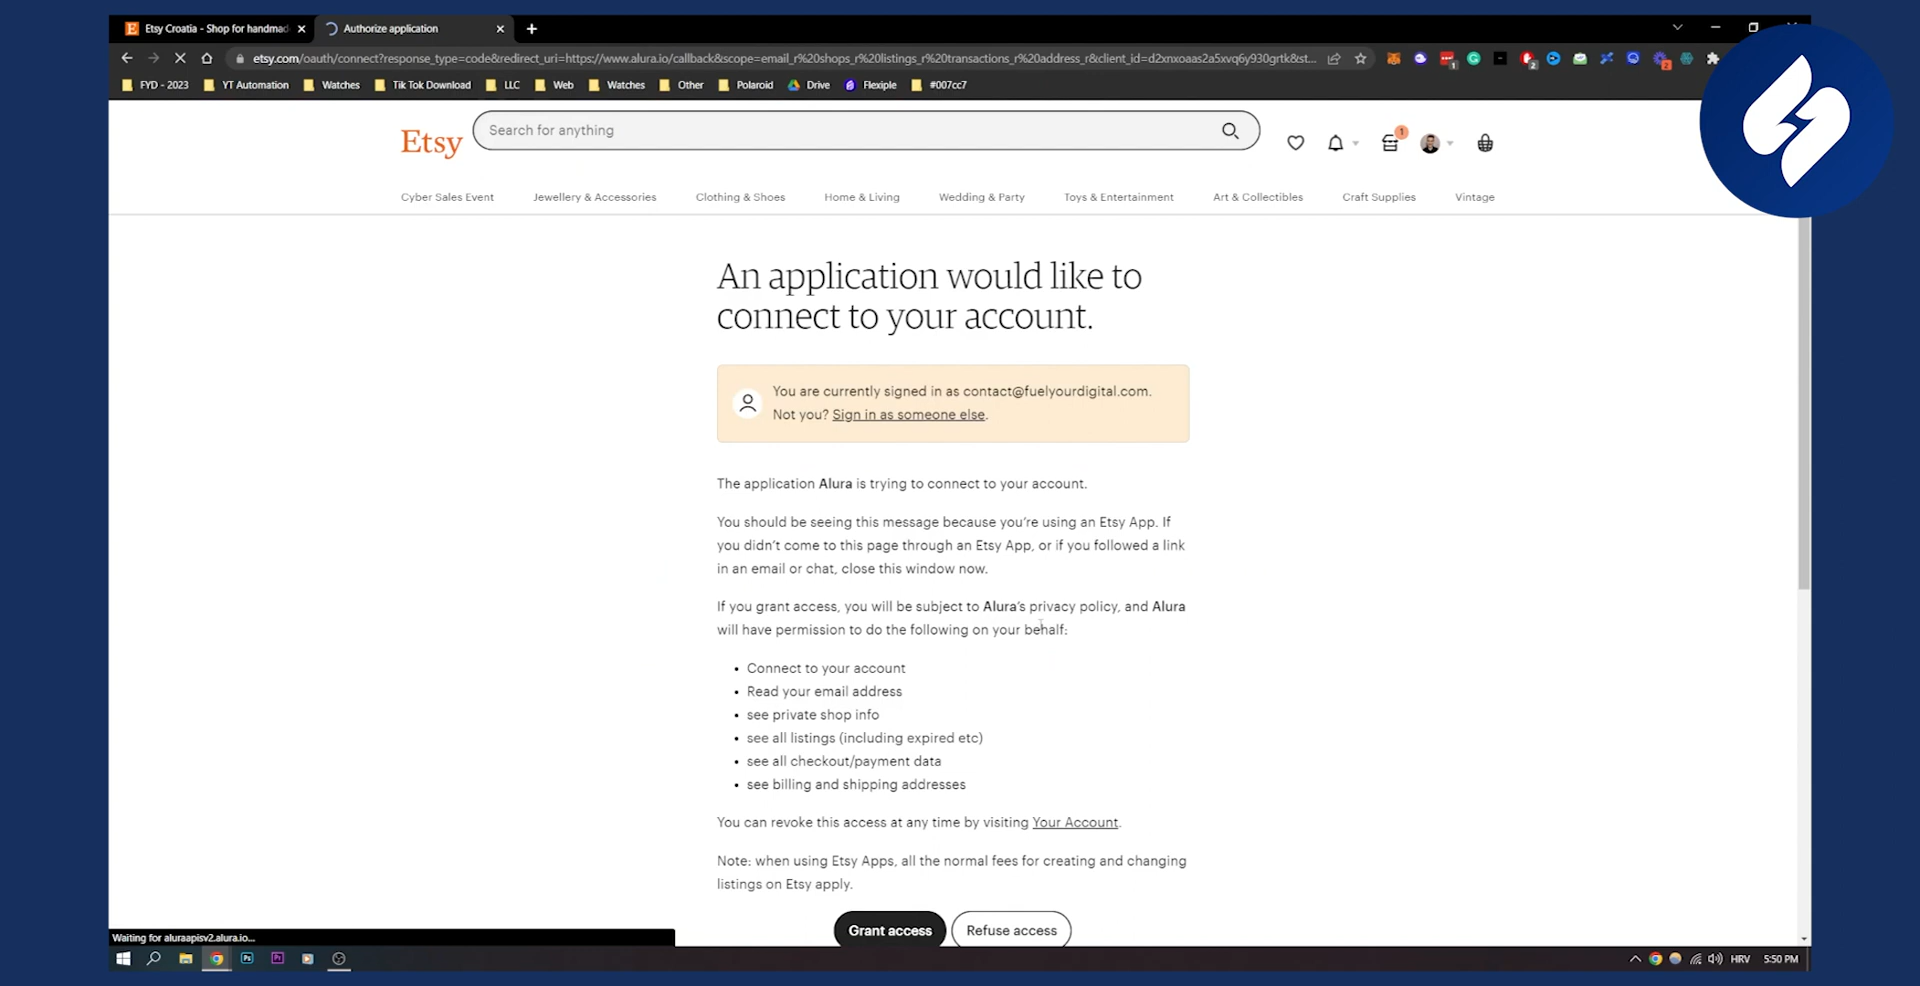 Etsy Croatia - Shop for handmad
Authorize application
etsy.com/oauth/connect?response_type=code&redirect_uri=https://www.alura.io/callback&scope=email_r%20shops_r%20listings_r%20transactions_r%20address_r&client_id=d2xnxoaas2a5xvq6y930grtk&st...
FYD - 2023
YT Automation
Watches
Tik Tok Download
LLC
Web
Watches
Other
Polaroid
Drive
Flexiple
#007cc7
Etsy
Search for anything
1
Cyber Sales Event
Jewellery & Accessories
Clothing & Shoes
Home & Living
Wedding & Party
Toys & Entertainment
Art & Collectibles
Craft Supplies
Vintage
An application would like to
connect to your account.
You are currently signed in as contact@fuelyourdigital.com.
Not you? Sign in as someone else.
The application Alura is trying to connect to your account.
You should be seeing this message because you're using an Etsy App. If
you didn't come to this page through an Etsy App, or if you followed a link
in an email or chat, close this window now.
If you grant access, you will be subject to Alura's privacy policy, and Alura
will have permission to do the following on your behalf:
• Connect to your account
• Read your email address
• see private shop info
• see all listings (including expired etc)
• see all checkout/payment data
• see billing and shipping addresses
You can revoke this access at any time by visiting Your Account.
Note: when using Etsy Apps, all the normal fees for creating and changing
listings on Etsy apply.
Grant access
Refuse access
Waiting for aluraapisv2.alura.io...
Ps
Pr
HRV
5:50 PM